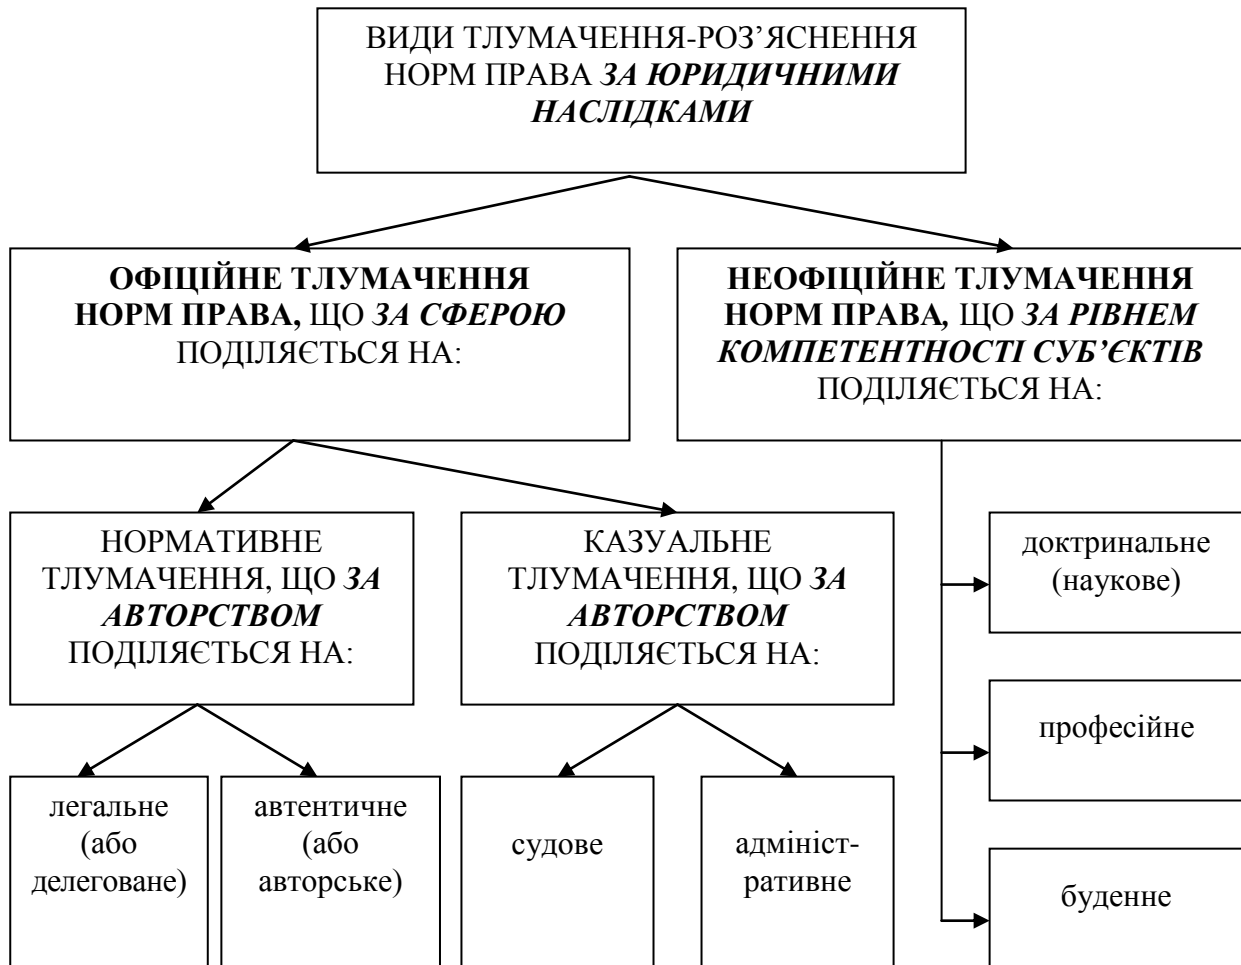 ВИДИ ТЛУМАЧЕННЯ-РОЗ’ЯСНЕННЯ
НОРМ ПРАВА ЗА ЮРИДИЧНИМИ
НАСЛІДКАМИ
ОФІЦІЙНЕ ТЛУМАЧЕННЯ
НОРМ ПРАВА, ЩО ЗА СФЕРОЮ
ПОДІЛЯЄТЬСЯ НА:
НЕОФІЦІЙНЕ ТЛУМАЧЕННЯ
НОРМ ПРАВА, ЩО ЗА РІВНЕМ
КОМПЕТЕНТНОСТІ СУБ’ЄКТІВ
ПОДІЛЯЄТЬСЯ НА:
НОРМАТИВНЕ
ТЛУМАЧЕННЯ, ЩО ЗА
АВТОРСТВОМ
ПОДІЛЯЄТЬСЯ НА:
КАЗУАЛЬНЕ
ТЛУМАЧЕННЯ, ЩО ЗА
АВТОРСТВОМ
ПОДІЛЯЄТЬСЯ НА:
доктринальне
(наукове)
професійне
легальне
(або
делеговане)
автентичне
(або
авторське)
судове
адмініст-
ративне
буденне